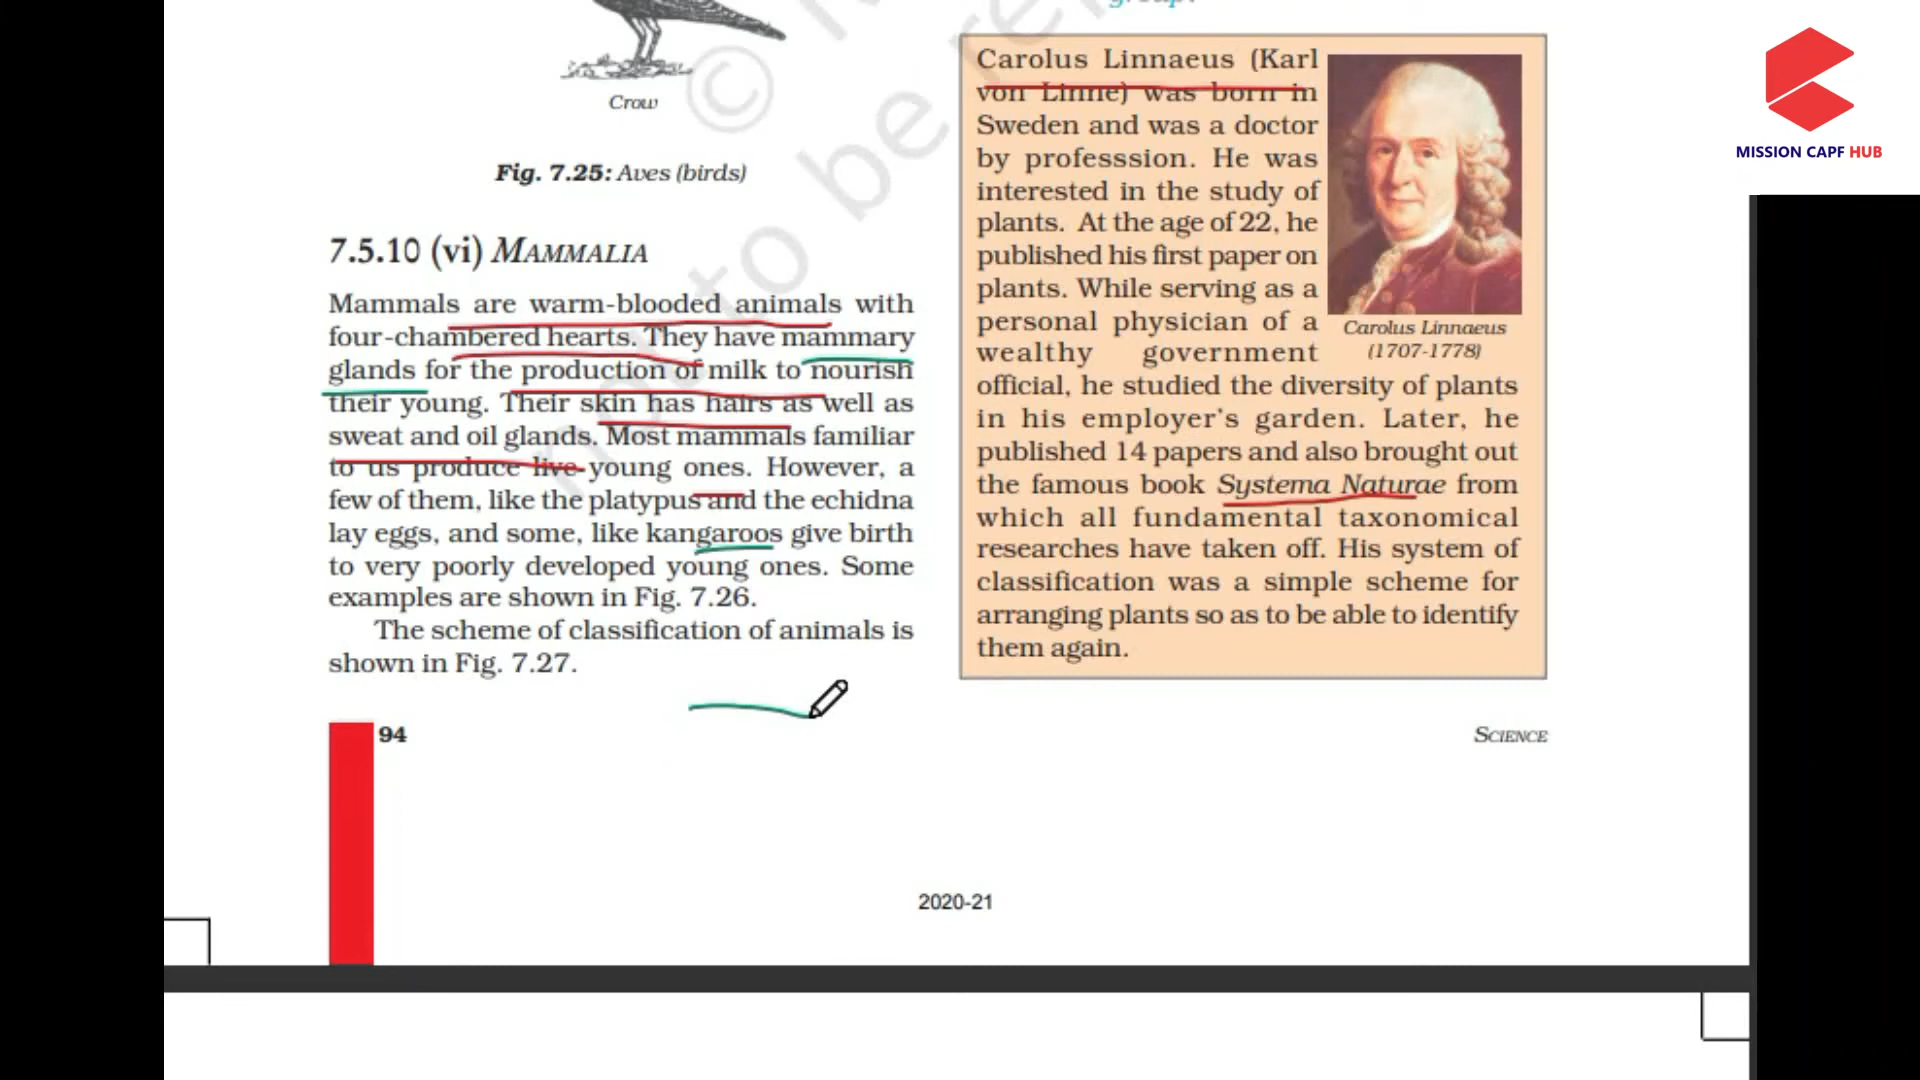 group.
Crow
Fig. 7.25: Aves (birds)
7.5.10 (vi) MAMMALIA
Mammals are warm-blooded animals with
four-chambered hearts. They have mammary
glands for the production of milk to nourish
their young. Their skin has hairs as well as
sweat and oil glands. Most mammals familiar
to us produce live young ones. However, a
few of them, like the platypus and the echidna
lay eggs, and some, like kangaroos give birth
to very poorly developed young ones. Some
examples are shown in Fig. 7.26.
The scheme of classification of animals is
shown in Fig. 7.27.
Carolus Linnaeus (Karl
von Linne) was born in
Sweden and was a doctor
by professsion. He was
interested in the study of
plants. At the age of 22, he
published his first paper on
plants. While serving as a
personal physician of a
wealthy government
official, he studied the diversity of plants
in his employer's garden. Later, he
published 14 papers and also brought out
the famous book Systema Naturae from
which all fundamental taxonomical
researches have taken off. His system of
classification was a simple scheme for
arranging plants so as to be able to identify
them again.
Carolus Linnaeus
(1707-1778)
94
SCIENCE
2020-21
MISSION CAPF HUB
not to be re
©